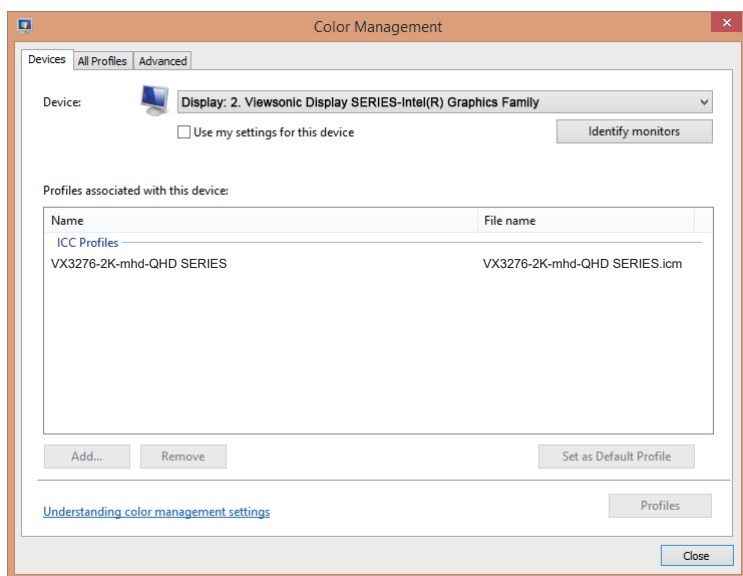 Color Management
Devices All Profiles Advanced
Device: Display: 2. Viewsonic Display SERIES-Intel(R) Graphics Family
Use my settings for this device Identify monitors
Profiles associated with this device:
Name File name
ICC Profiles
VX3276-2K-mhd-QHD SERIES VX3276-2K-mhd-QHD SERIES.icm
Add... Remove Set as Default Profile
Understanding color management settings Profiles
Close